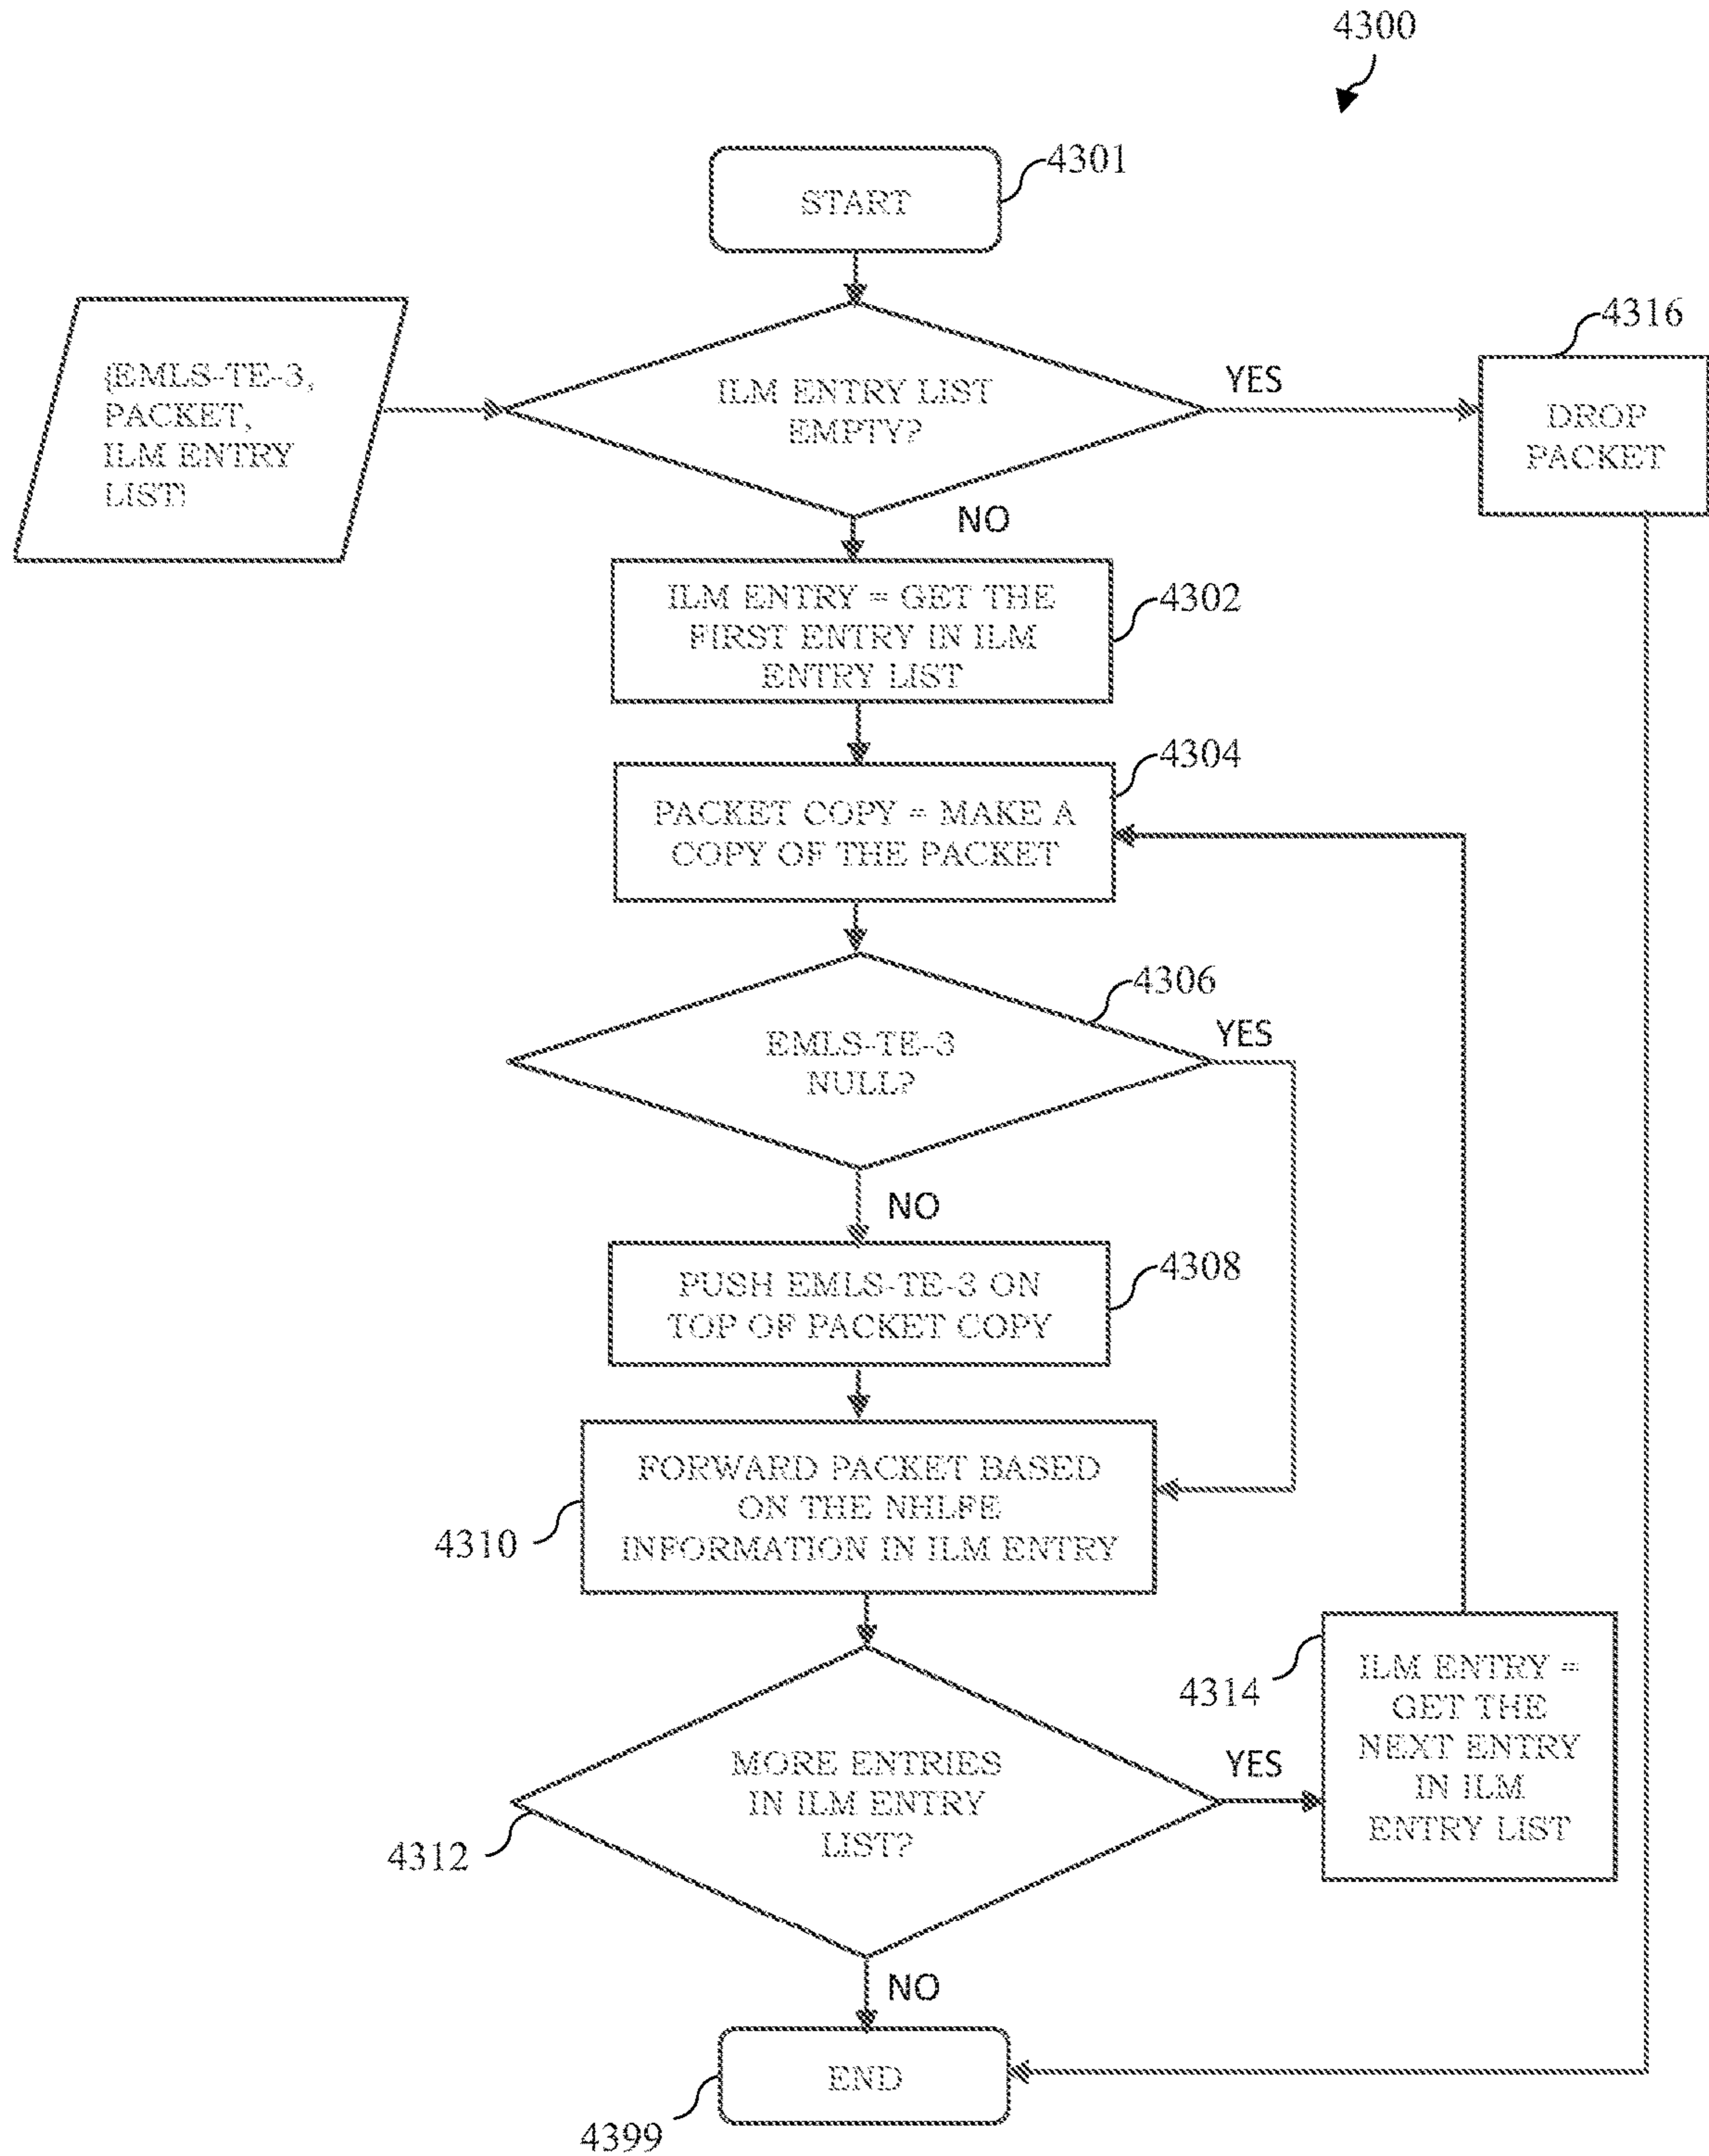 4300
4301
START
4316
{EMLS-TE-3,
PACKET,
ILM ENTRY
LIST}
ILM ENTRY LIST
EMPTY?
YES
DROP
PACKET
NO
ILM ENTRY = GET THE
FIRST ENTRY IN ILM
ENTRY LIST
4302
4304
PACKET COPY = MAKE A
COPY OF THE PACKET
4306
EMLS-TE-3
NULL?
YES
NO
PUSH EMLS-TE-3 ON
TOP OF PACKET COPY
4308
FORWARD PACKET BASED
ON THE NHLFE
INFORMATION IN ILM ENTRY
4310
4314
ILM ENTRY =
GET THE
NEXT ENTRY
IN ILM
ENTRY LIST
MORE ENTRIES
IN ILM ENTRY
LIST?
YES
4312
NO
END
4399